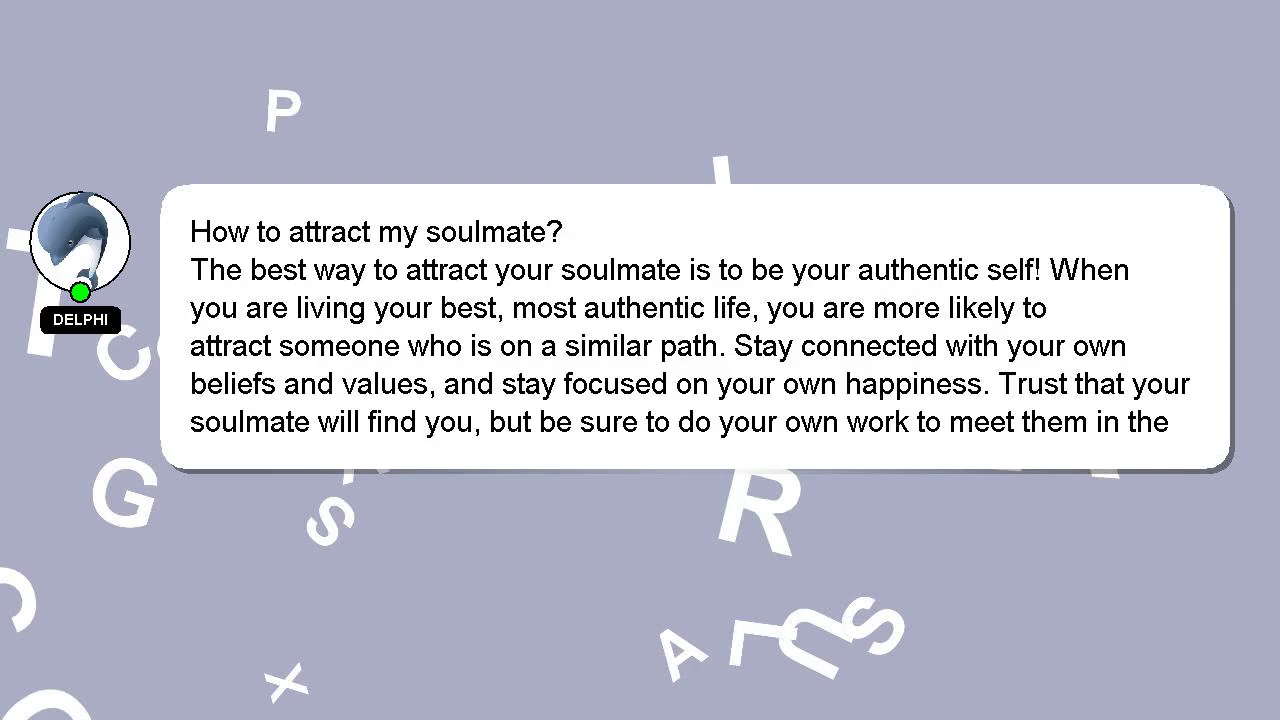 P
How to attract my soulmate?
The best way to attract your soulmate is to be your authentic self! When
you are living your best, most authentic life, you are more likely to
attract someone who is on a similar path. Stay connected with your own
beliefs and values, and stay focused on your own happiness. Trust that your
soulmate will find you, but be sure to do your own work to meet them in the
DELPHI
C
G
S
R
C
A
L
U
S
X